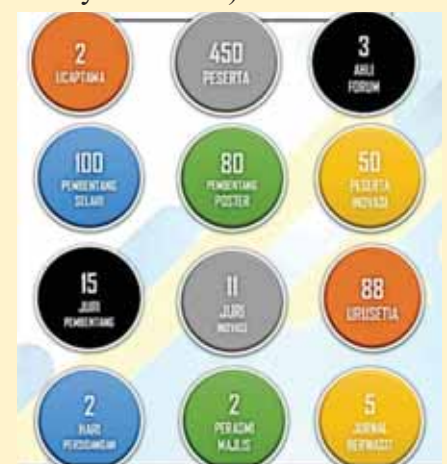 2
UCAPTAMA
450
PESERTA
3
AHLI
FORUM
100
PEMBENTANG
SELARI
80
PEMBENTANG
POSTER
50
PESERTA
INOVASI
15
JURI
PEMBENTANG
11
JURI
INOVASI
88
URUSETIA
2
HARI
PERSIDANGAN
2
PERASMI
MAJLIS
5
JURNAL
BERWASIT